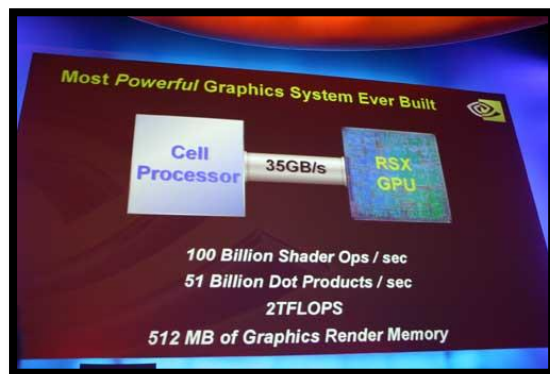 Most Powerful Graphics System Ever Built
Cell
Processor
35GB/s
RSX
GPU
100 Billion Shader Ops / sec
51 Billion Dot Products / sec
2TFLOPS
512 MB of Graphics Render Memory